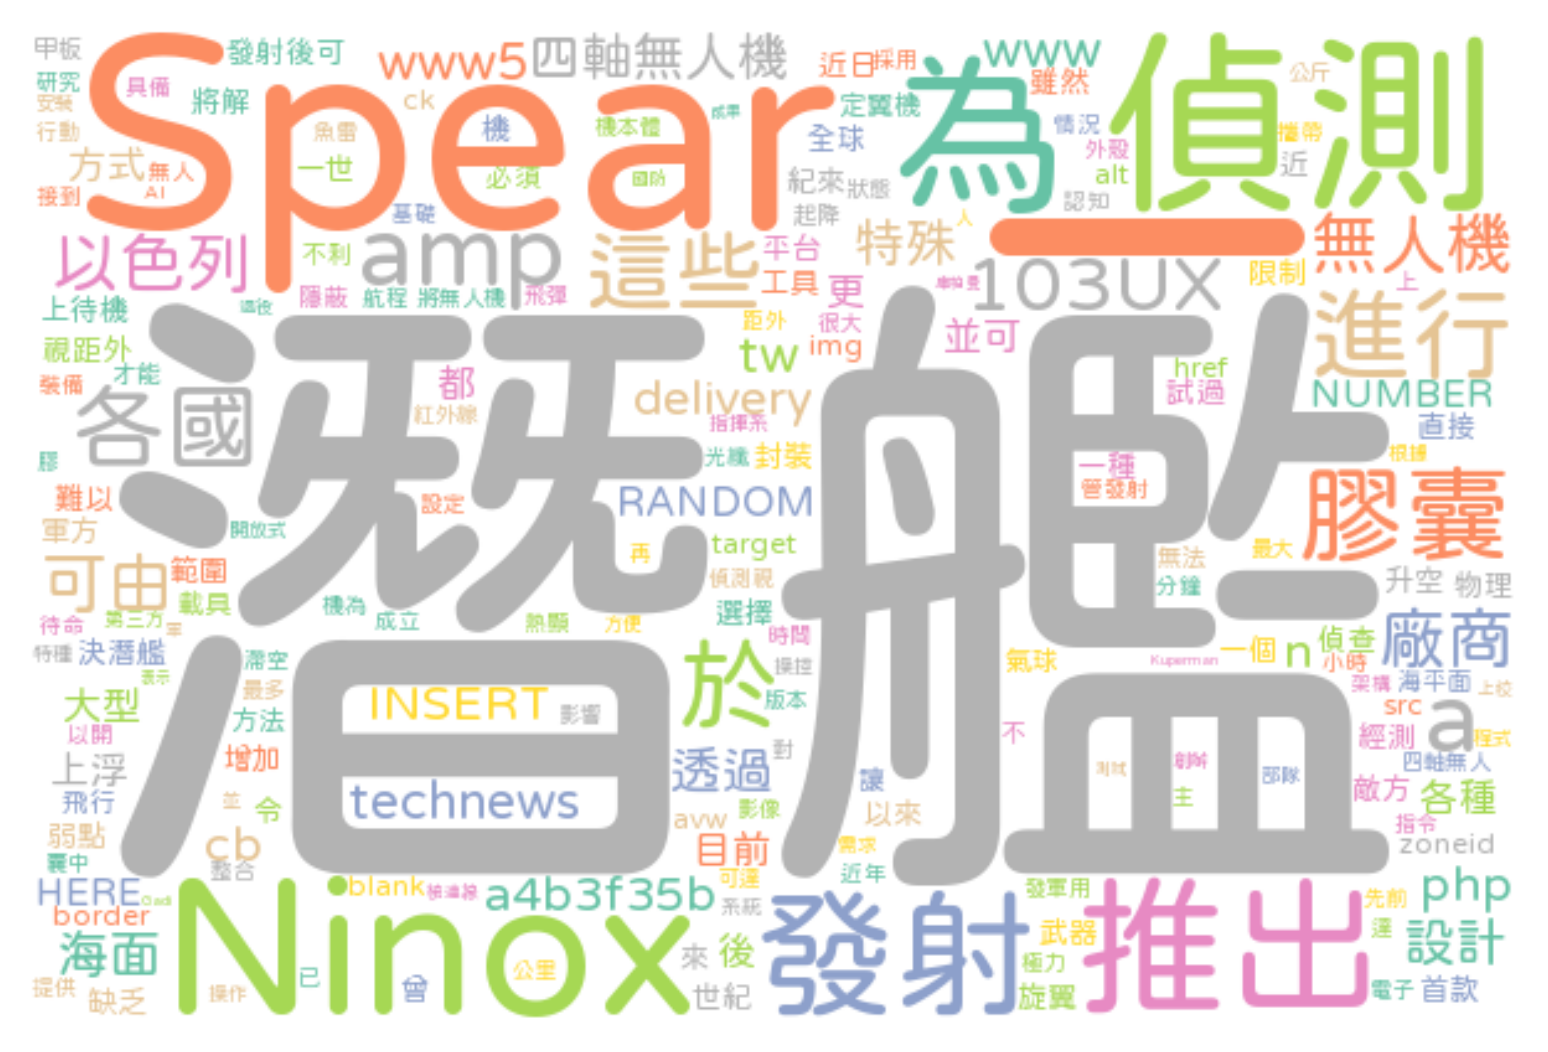 甲板
發射後可
www5
四軸無人機
近日
採用
www
雖然
公斤
Spear
為
偵測
研究
具備
將解
ck
定翼機
安裝
行動
魚雷
機
機本體
成果
全球
情況
外殼
攜帶
方式
無人
AI
一世
必須
國防
紀來
狀態
alt
近
接到
基礎
起降
認知
人
一
無人機
以色列
不利
amp
這些
平台
特殊
限制
上
隱蔽
航程
將無人機
飛彈
工具
更
103UX
上待機
距外
很大
並可
進行
視距外
才能
tw
img
href
試過
NUMBER
裝備
各國
都
紅外線
delivery
指揮系
直接
潛艦
膠
光纖
封裝
一種
管發射
根據
膠囊
難以
設定
RANDOM
軍方
開放式
再
target
無法
最大
可由
範圍
偵測視
分鐘
升空
物理
載具
機為
成立
熱顯
方便
選擇
待命
第三方
軍
時間
廠商
特種
決潛艦
滯空
於
操控
氣球
Kuperman
一個
n
偵查
小時
表示
最多
INSERT
影響
版本
架構
海平面
上校
大型
方法
src
a
以開
增加
透過
對
不
經測
程式
上浮
technews
讓
測試
創辦
部隊
四軸無人
飛行
並
令
avw
影像
以來
主
敵方
各種
弱點
cb
目前
需求
指令
囊中
整合
zoneid
HERE
Gadi
blank
a4b3f35b
可達
近年
發軍用
先前
php
border
Ninox
系統
發射
武器
推出
達
設計
海面
來
後
極力
提供
缺乏
操作
已
曾
公里
世紀
旋翼
電子
首款